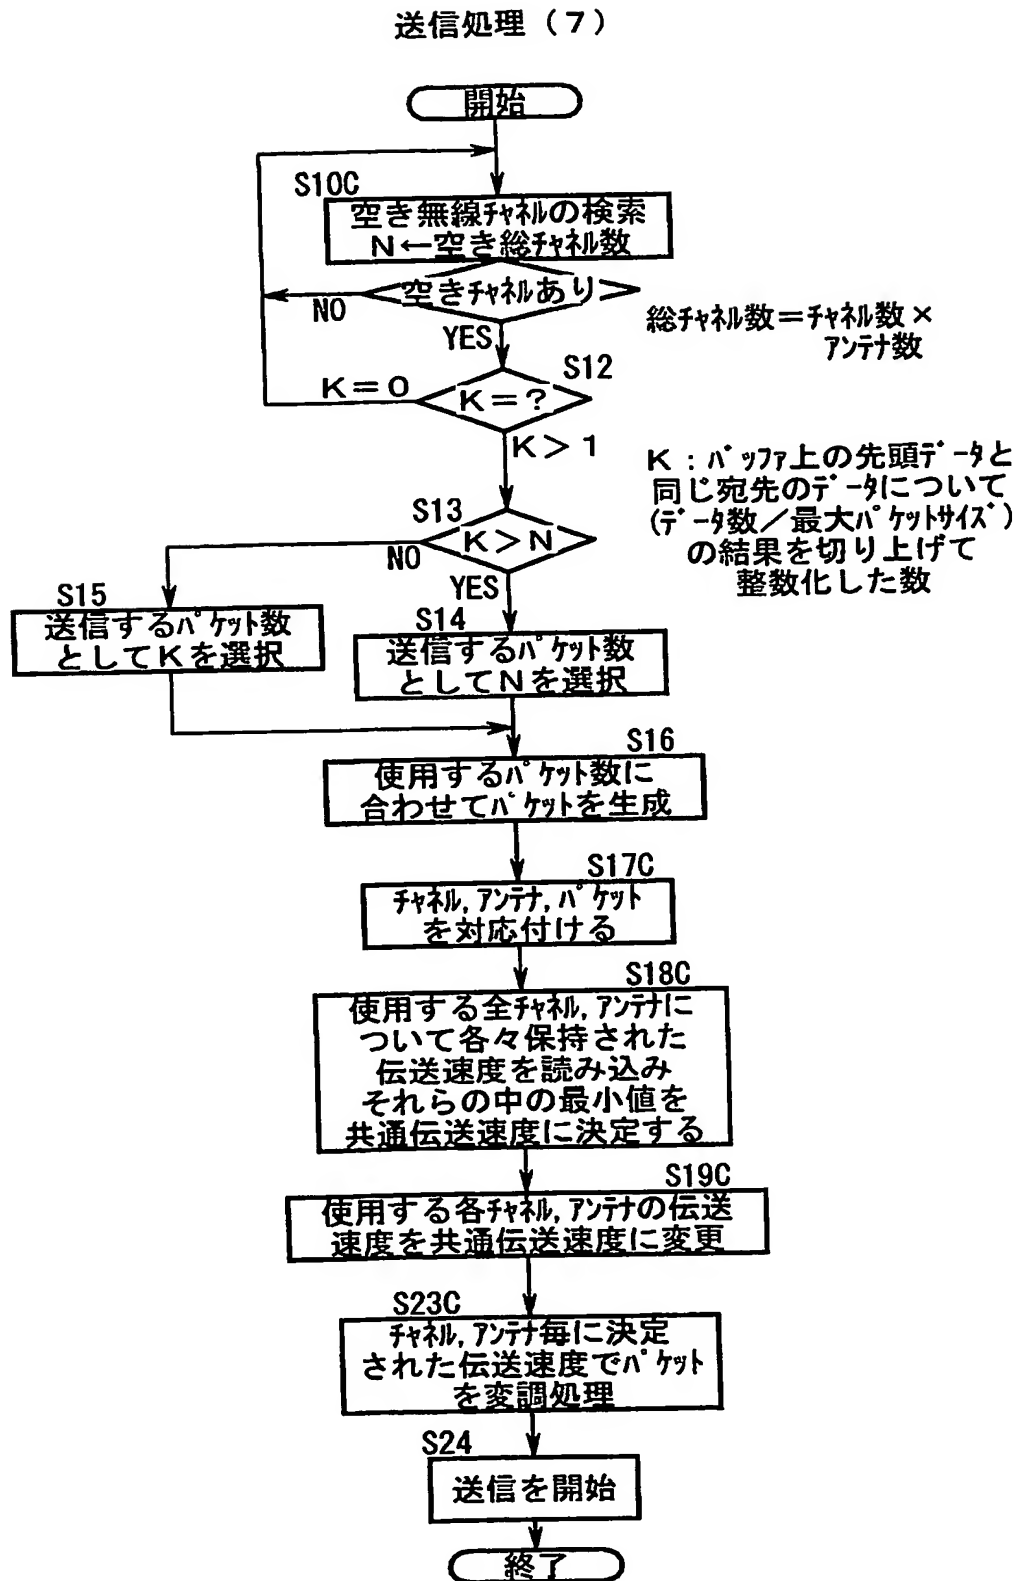 送信処理（7）
開始
S10C
空き無線ﾁｬﾈﾙの検索
N←空き総ﾁｬﾈﾙ数
空きﾁｬﾈﾙあり
NO
YES
総ﾁｬﾈﾙ数＝ﾁｬﾈﾙ数×
ｱﾝﾃﾅ数
S12
K＝0
K＝？
K＞1
K：ﾊﾞｯﾌｧ上の先頭ﾃﾞｰﾀと
同じ宛先のﾃﾞｰﾀについて
(ﾃﾞｰﾀ数／最大ﾊﾟｹｯﾄｻｲｽﾞ)
の結果を切り上げて
整数化した数
S13
K＞N
NO
YES
S15
送信するﾊﾟｹｯﾄ数
としてKを選択
S14
送信するﾊﾟｹｯﾄ数
としてNを選択
S16
使用するﾊﾟｹｯﾄ数に
合わせてﾊﾟｹｯﾄを生成
S17C
ﾁｬﾈﾙ,ｱﾝﾃﾅ,ﾊﾟｹｯﾄ
を対応付ける
S18C
使用する全ﾁｬﾈﾙ,ｱﾝﾃﾅに
ついて各々保持された
伝送速度を読み込み
それらの中の最小値を
共通伝送速度に決定する
S19C
使用する各ﾁｬﾈﾙ,ｱﾝﾃﾅの伝送
速度を共通伝送速度に変更
S23C
ﾁｬﾈﾙ,ｱﾝﾃﾅ毎に決定
された伝送速度でﾊﾟｹｯﾄ
を変調処理
S24
送信を開始
終了